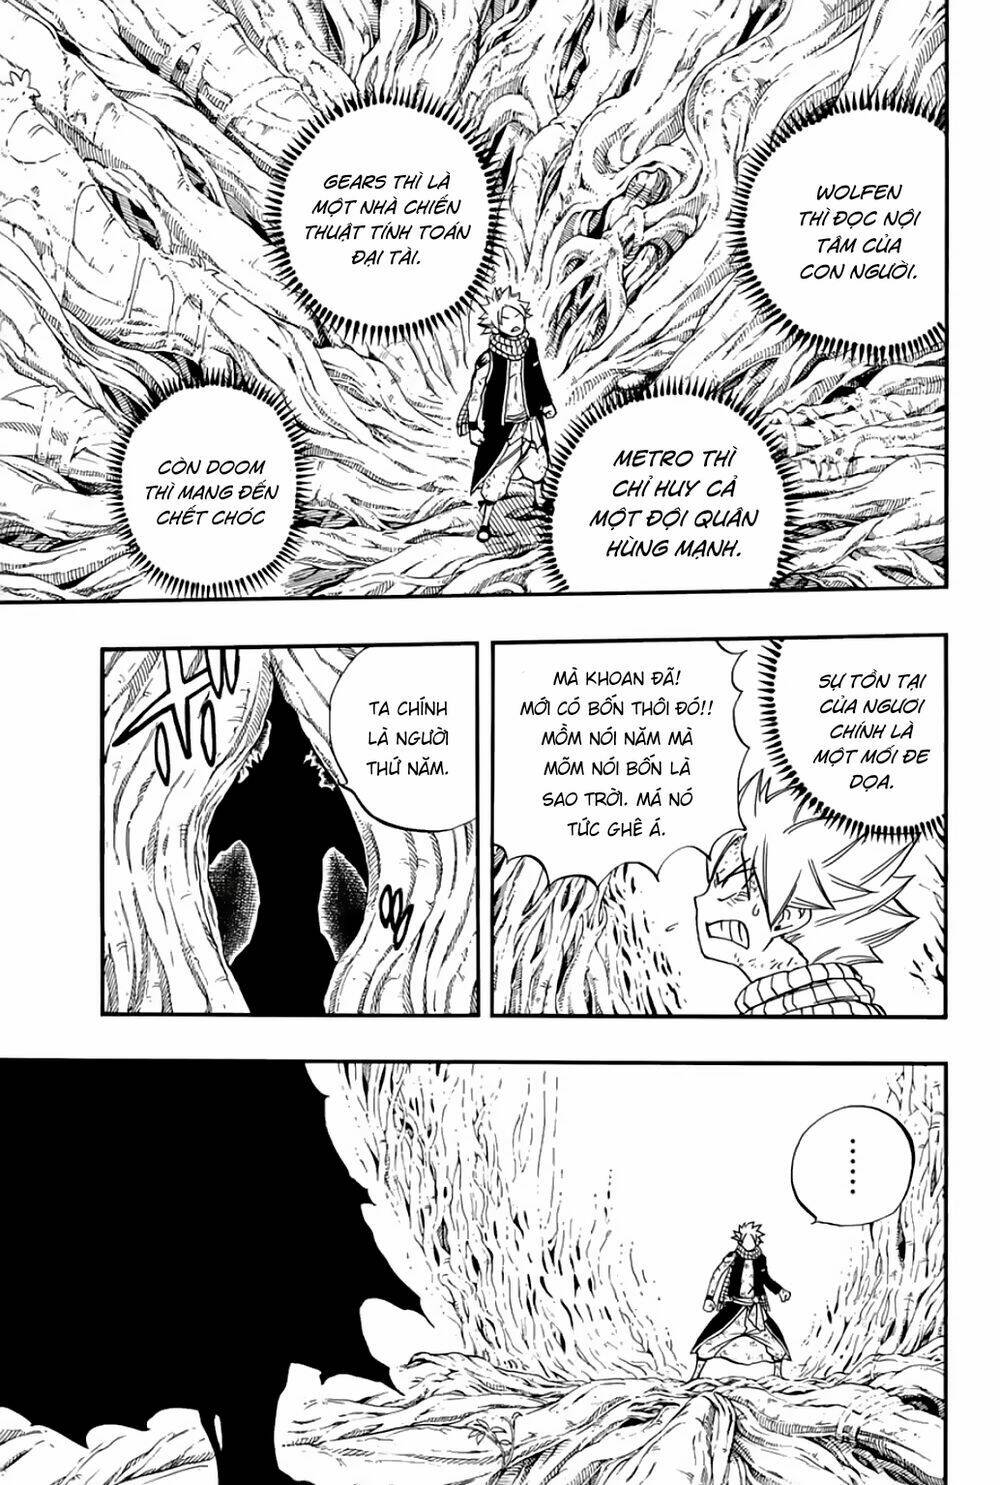 WOLFEN
THÌ ĐỌC NỘI
TÂM CỦA
CON NGƯỜI.
GEARS THÌ LÀ
MỘT NHÀ CHIẾN
THUẬT TÍNH TOÁN
ĐẠI TÀI.
METRO THÌ
CHỈ HUY CẢ
MỘT ĐỘI QUÂN
HÙNG MẠNH.
CÒN DOOM
THÌ MANG ĐẾN
CHẾT CHÓC
SỰ TỒN TẠI
CỦA NGƯƠI
CHÍNH LÀ
MỘT MỐI ĐE
DỌA.
MÀ KHOAN ĐÃ!
MỚI CÓ BỐN THÔI ĐÓ!!
MỒM NÓI NĂM MÀ
MÕM NÓI BỐN LÀ
SAO TRỜI. MÁ NÓ
TỨC GHÊ Á.
TA CHÍNH
LÀ NGƯỜI
THỨ NĂM.
......